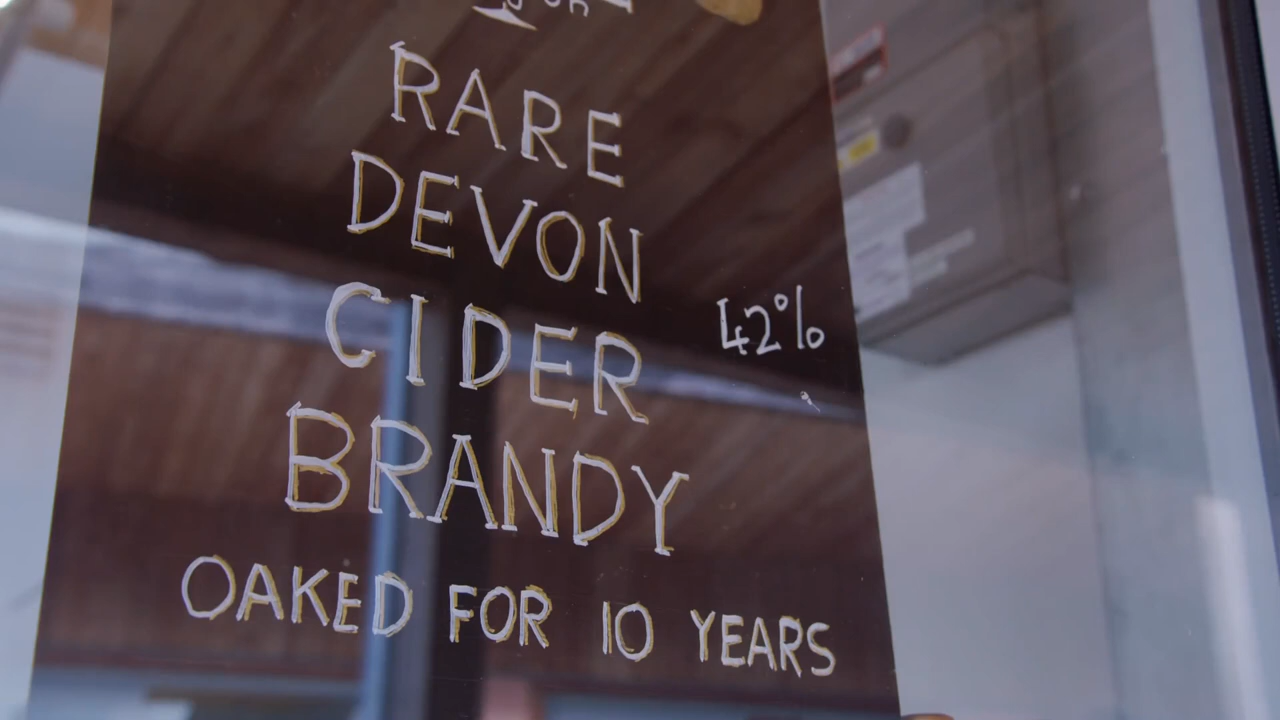 RARE
DEVON
CIDER
42%
BRANDY
OAKED FOR 10 YEARS